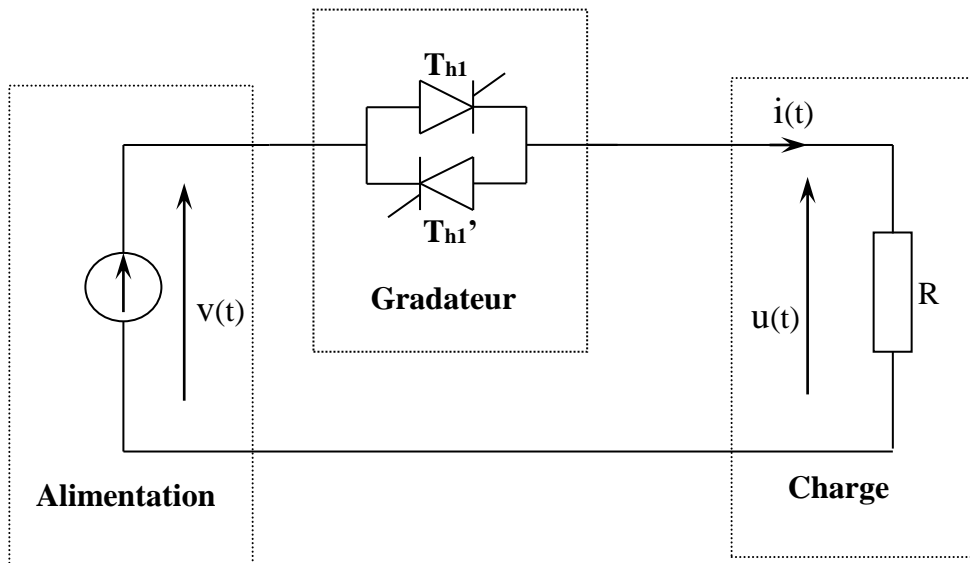 Th1
i(t)
Th1’
Gradateur
v(t)
u(t)
R
Alimentation
Charge